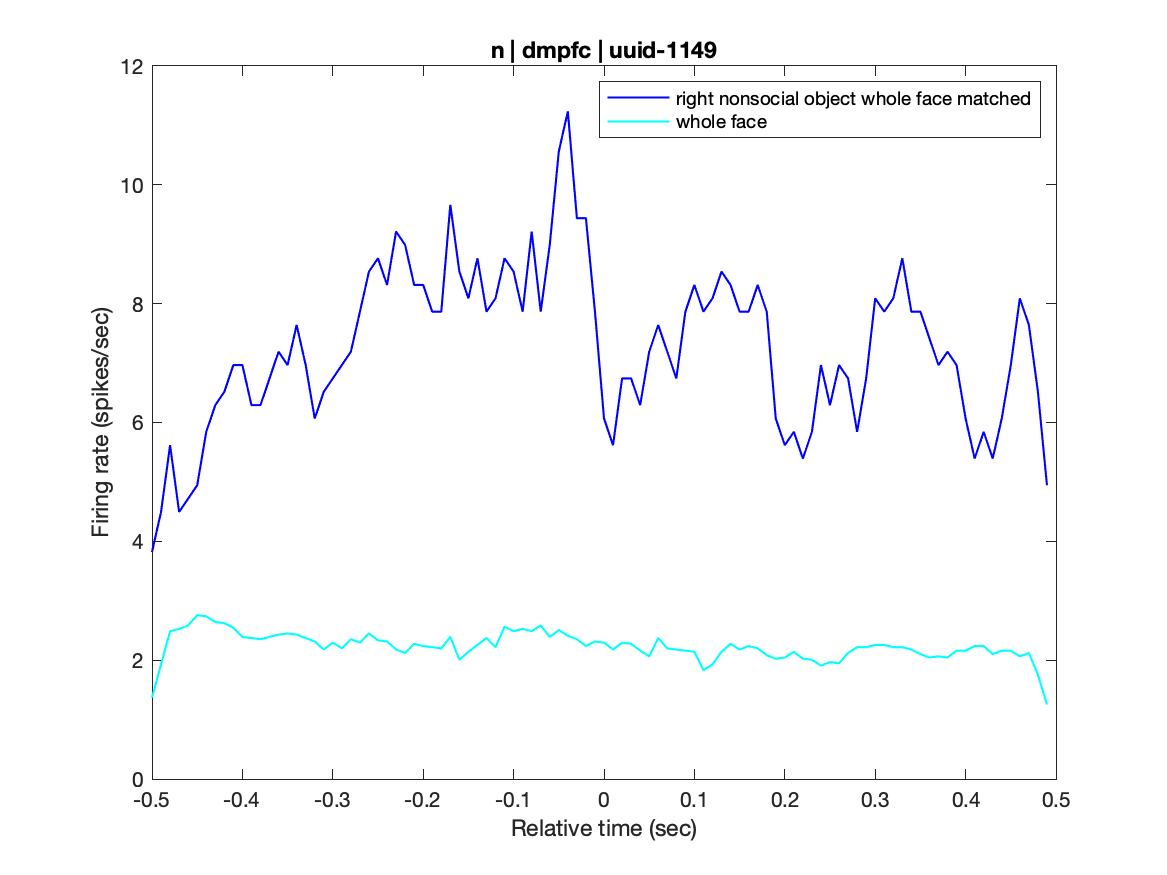 n | dmpfc | uuid-1149
12
10
8
6
4
2
0
Firing rate (spikes/sec)
right nonsocial object whole face matched
whole face
-0.5 -0.4 -0.3 -0.2 -0.1 0 0.1 0.2 0.3 0.4 0.5
Relative time (sec)